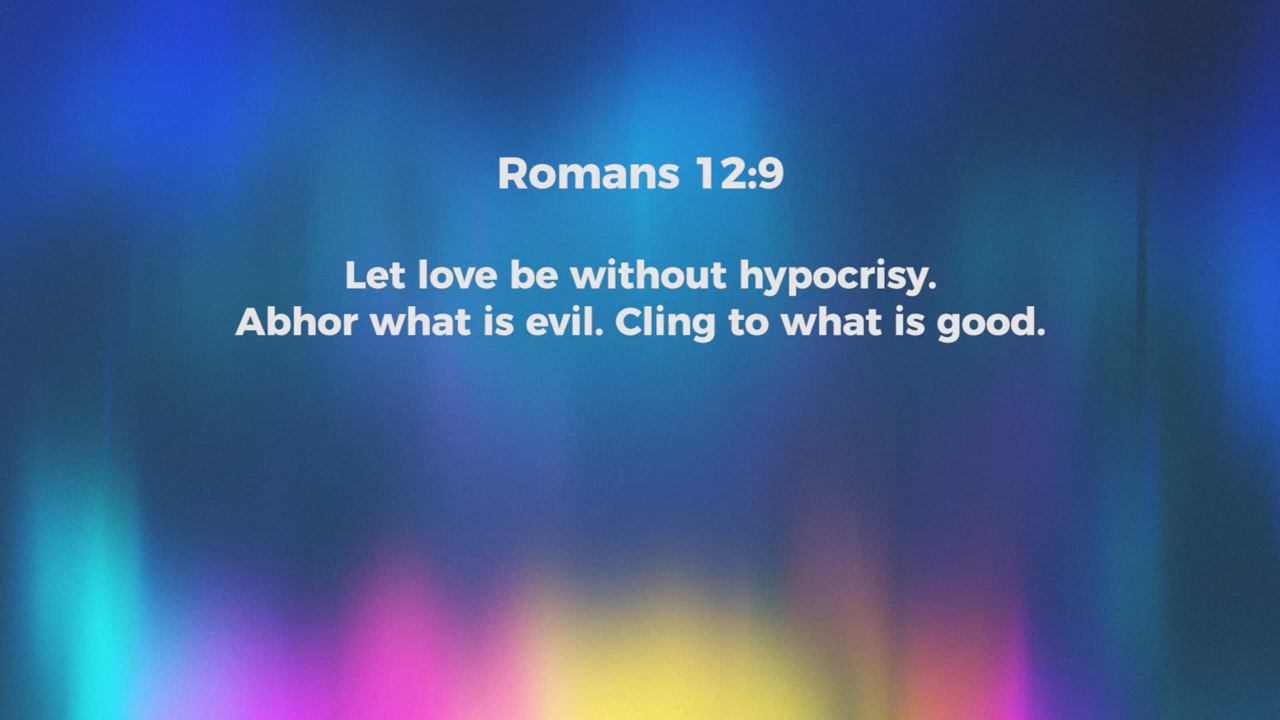 Romans 12:9
Let love be without hypocrisy.
Abhor what is evil. Cling to what is good.